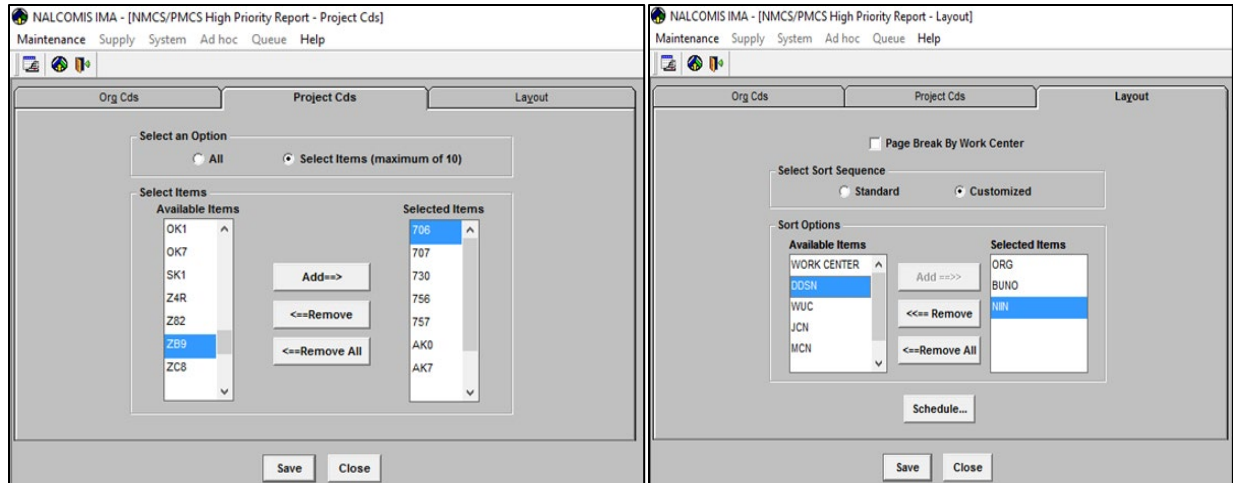 NALCOMIS IMA - [NMCS/PMCS High Priority Report - Project Cds]
Maintenance Supply System Ad hoc Queue Help
Org Cds Project Cds Layout
Select an Option
All Select Items (maximum of 10)
Select Items
Available Items Selected Items
OK1 706
OK7 707
SK1 Add==> 730
Z4R 756
Z82 <==Remove 757
ZB9 AK0
ZC8 <==Remove All AK7
Save Close
NALCOMIS IMA - [NMCS/PMCS High Priority Report - Layout]
Maintenance Supply System Ad hoc Queue Help
Org Cds Project Cds Layout
Page Break By Work Center
Select Sort Sequence
Standard Customized
Sort Options
Available Items Selected Items
WORK CENTER ORG
DDSN Add ==>> BUNO
WUC <<== Remove NIIN
JCN
MCN <==Remove All
Schedule...
Save Close